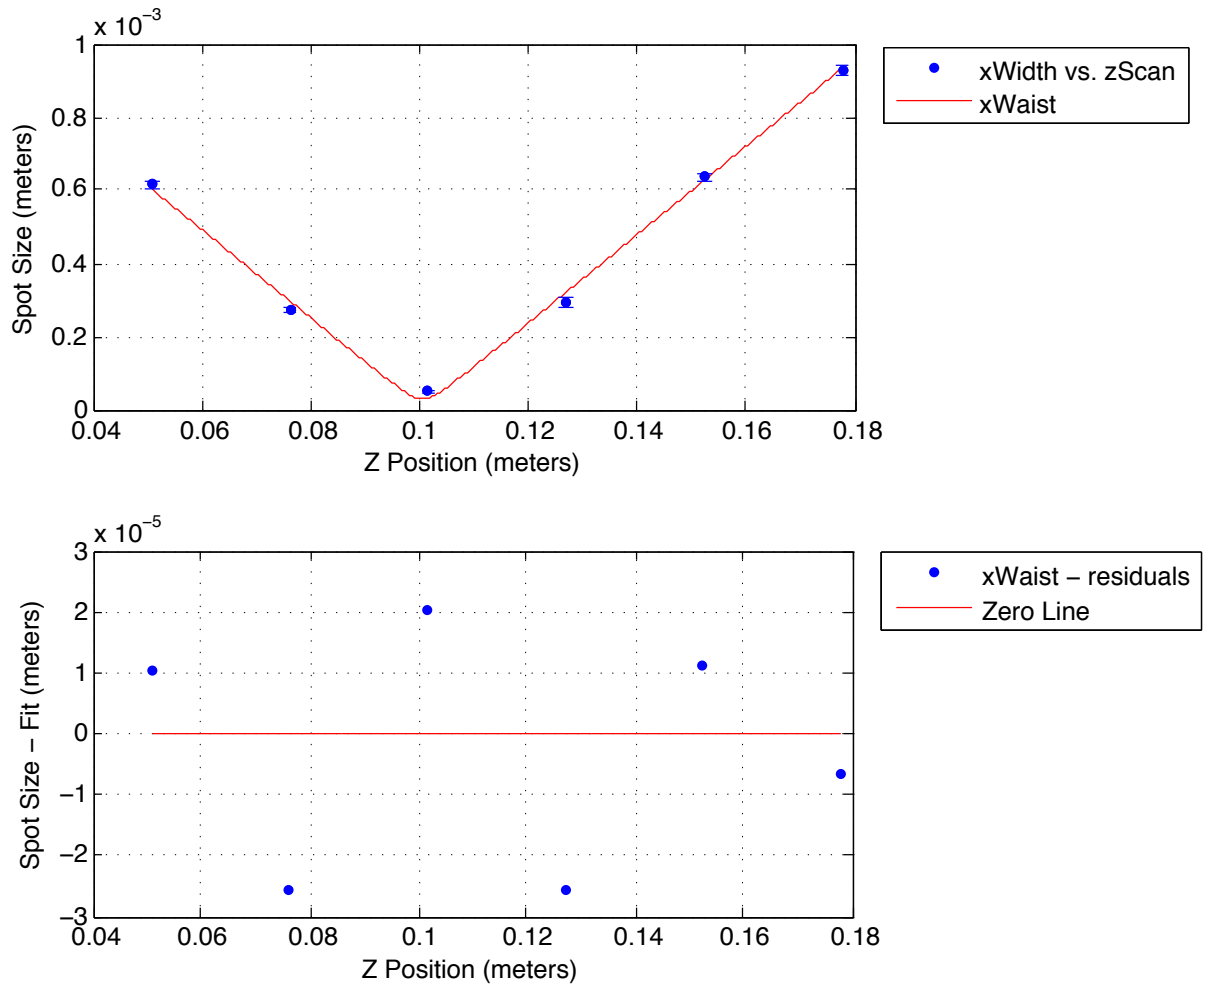 x 10⁻³
1
0.8
0.6
0.4
0.2
0
0.04 0.06 0.08 0.1 0.12 0.14 0.16 0.18
Spot Size (meters)
Z Position (meters)
xWidth vs. zScan
xWaist
x 10⁻⁵
3
2
1
0
−1
−2
−3
0.04 0.06 0.08 0.1 0.12 0.14 0.16 0.18
Spot Size − Fit (meters)
Z Position (meters)
xWaist − residuals
Zero Line